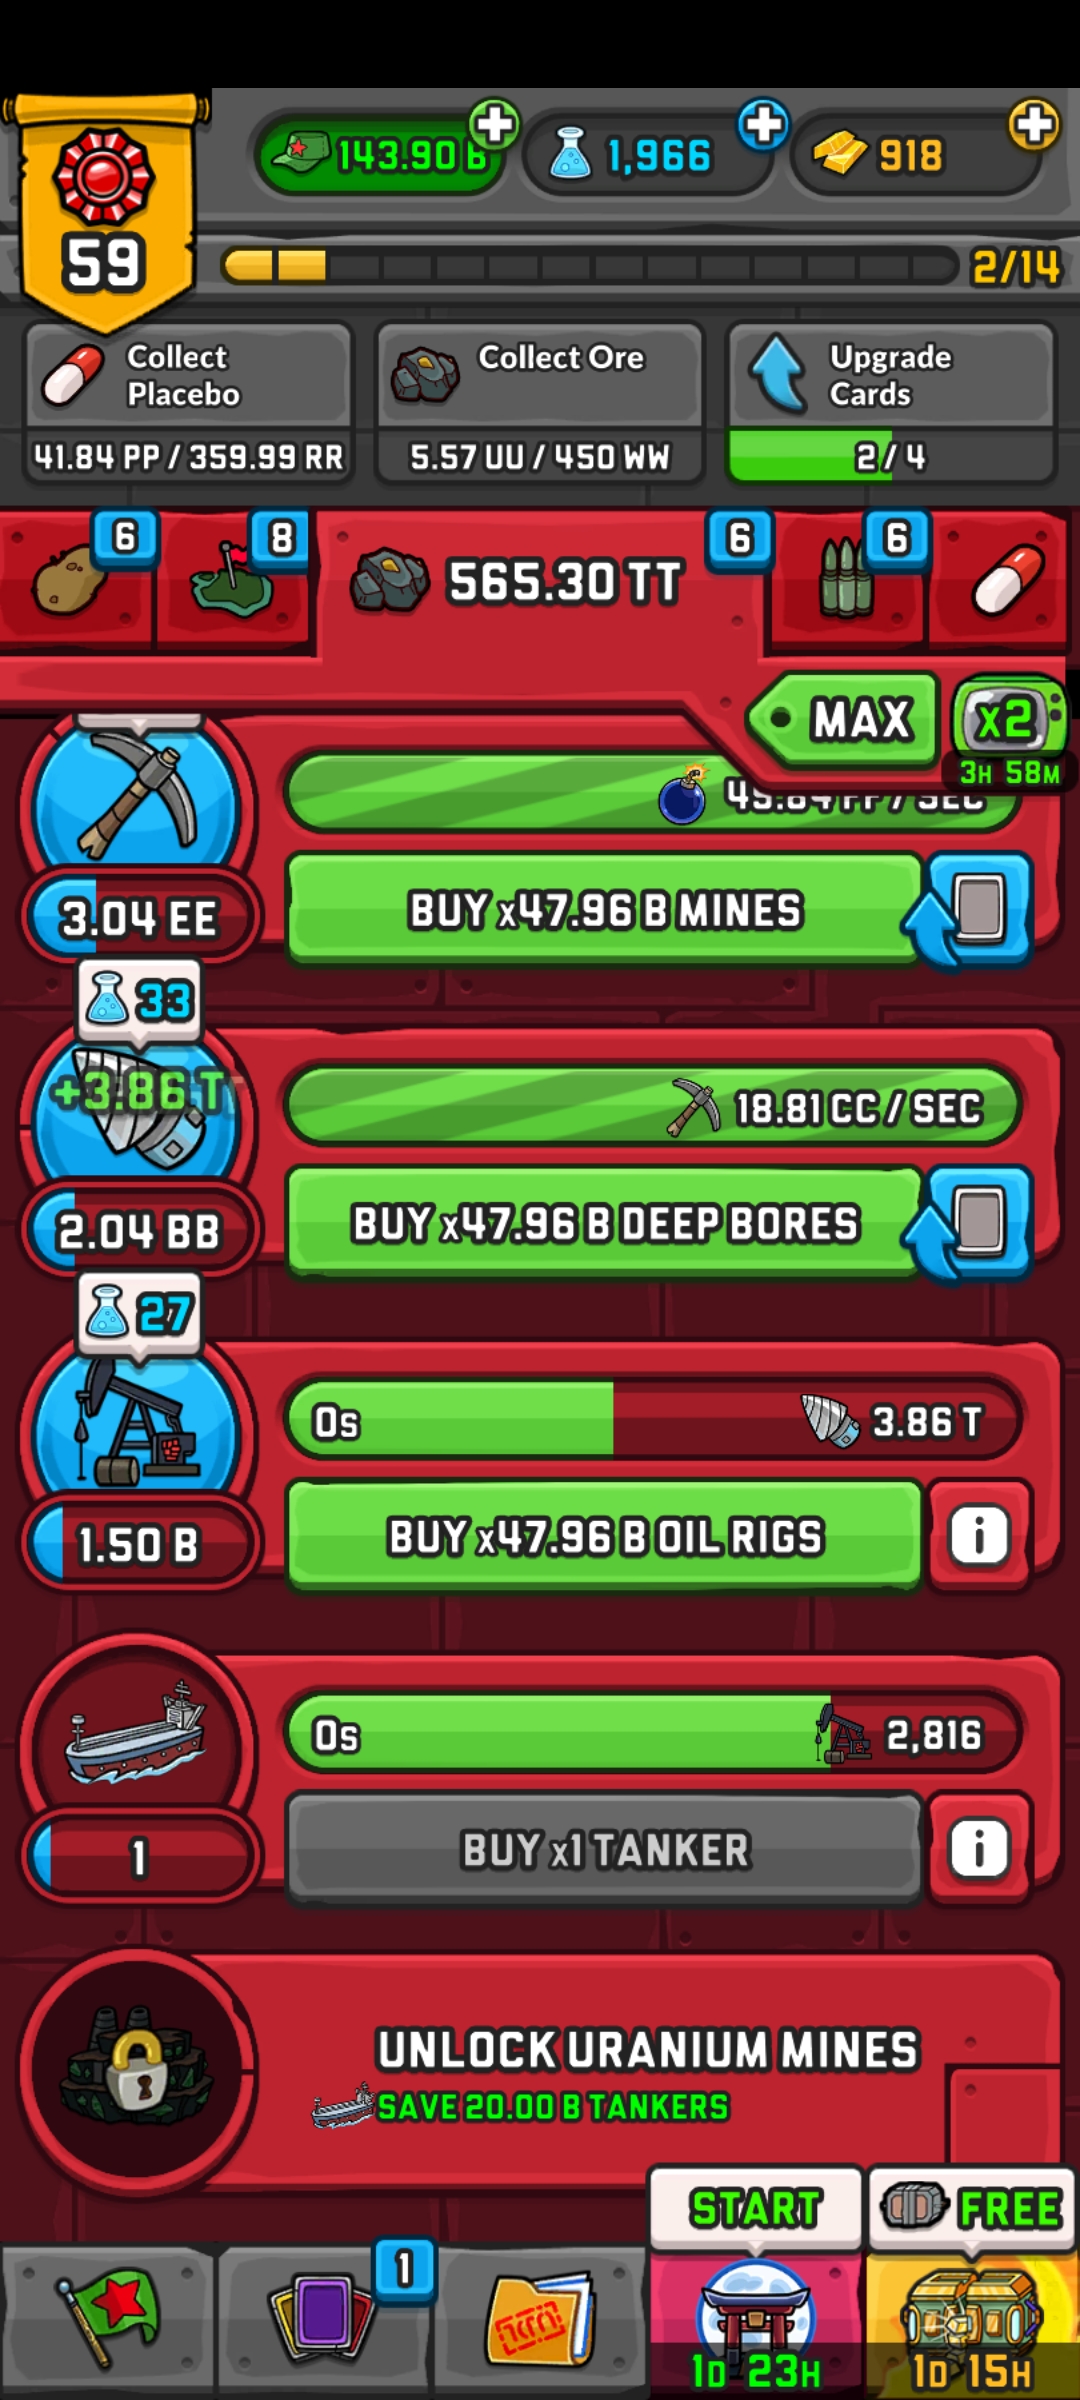 143.90 B
1,966
918
59
2/14
Collect
Placebo
41.84 PP / 359.99 RR
Collect Ore
5.57 UU / 450 WW
Upgrade
Cards
2 / 4
6
8
565.30 TT
6
6
MAX
x2
3H 58M
3.04 EE
BUY x47.96 B MINES
33
+3.86 T
18.81 CC / SEC
2.04 BB
BUY x47.96 B DEEP BORES
27
0s
3.86 T
1.50 B
BUY x47.96 B OIL RIGS
i
0s
2,816
1
BUY x1 TANKER
i
UNLOCK URANIUM MINES
SAVE 20.00 B TANKERS
START
FREE
1
1D 23H
1D 15H